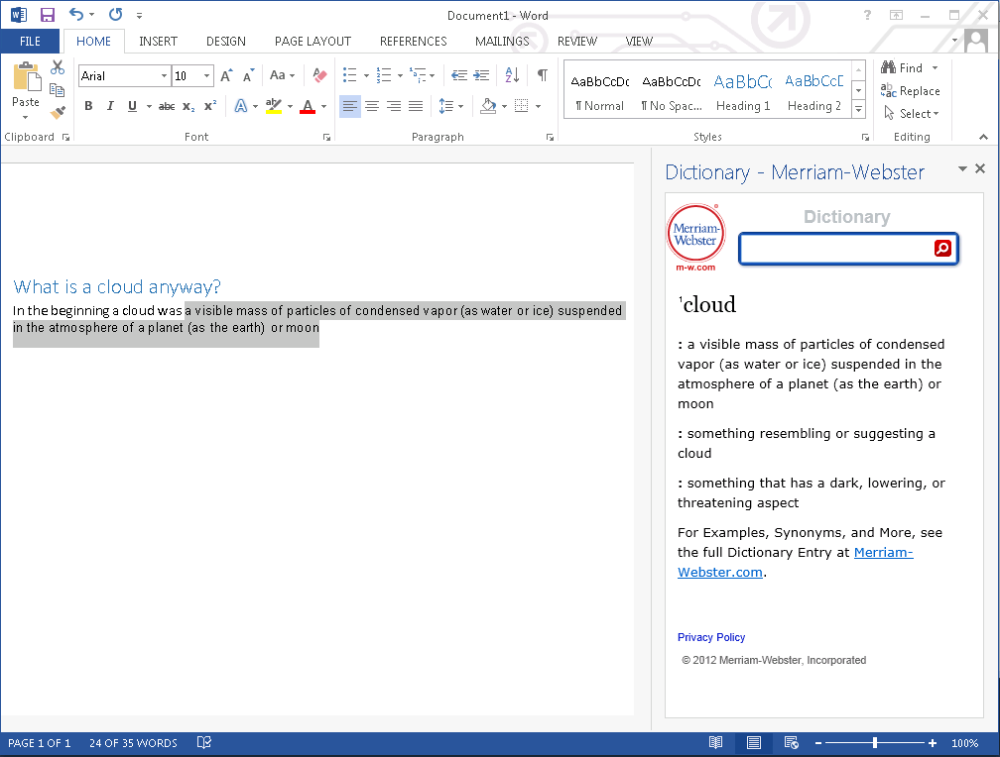 Document1 - Word
FILE HOME INSERT DESIGN PAGE LAYOUT REFERENCES MAILINGS REVIEW VIEW
Paste
Arial 10
Aa
B I U abc x₂ x² A A
AaBbCcDc AaBbCcDc AaBbC( AaBbCcE
¶ Normal ¶ No Spac... Heading 1 Heading 2
Find
Replace
Select
Clipboard Font Paragraph Styles Editing
What is a cloud anyway?
In the beginning a cloud was a visible mass of particles of condensed vapor (as water or ice) suspended
in the atmosphere of a planet (as the earth) or moon
Dictionary - Merriam-Webster
Merriam-
Webster
®
m-w.com
Dictionary
¹cloud
: a visible mass of particles of condensed
vapor (as water or ice) suspended in the
atmosphere of a planet (as the earth) or
moon
: something resembling or suggesting a
cloud
: something that has a dark, lowering, or
threatening aspect
For Examples, Synonyms, and More, see
the full Dictionary Entry at Merriam-
Webster.com.
Privacy Policy
© 2012 Merriam-Webster, Incorporated
PAGE 1 OF 1 24 OF 35 WORDS 100%